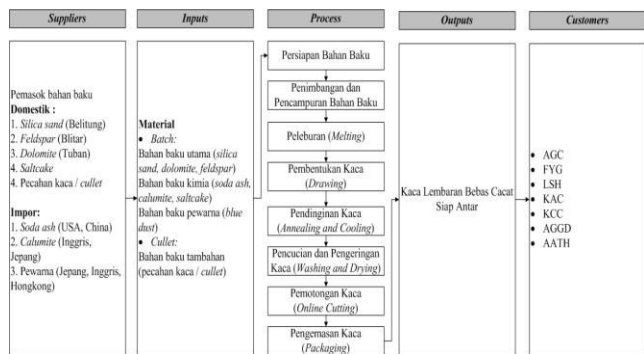 Suppliers
Inputs
Process
Outputs
Customers
Pemasok bahan baku
Domestik :
1. Silica sand (Belitung)
2. Feldspar (Blitar)
3. Dolomite (Tuban)
4. Saltcake
4. Pecahan kaca / cullet
Impor:
1. Soda ash (USA, China)
2. Calumite (Inggris,
Jepang)
3. Pewarna (Jepang, Inggris,
Hongkong)
Material
• Batch:
Bahan baku utama (silica
sand, dolomite, feldspar)
Bahan baku kimia (soda ash,
calumite, saltcake)
Bahan baku pewarna (blue
dust)
• Cullet:
Bahan baku tambahan
(pecahan kaca / cullet)
Persiapan Bahan Baku
Penimbangan dan
Pencampuran Bahan Baku
Peleburan (Melting)
Pembentukan Kaca
(Drawing)
Pendinginan Kaca
(Annealing and Cooling)
Pencucian dan Pengeringan
Kaca (Washing and Drying)
Pemotongan Kaca
(Online Cutting)
Pengemasan Kaca
(Packaging)
Kaca Lembaran Bebas Cacat
Siap Antar
• AGC
• FYG
• LSH
• KAC
• KCC
• AGGD
• AATH